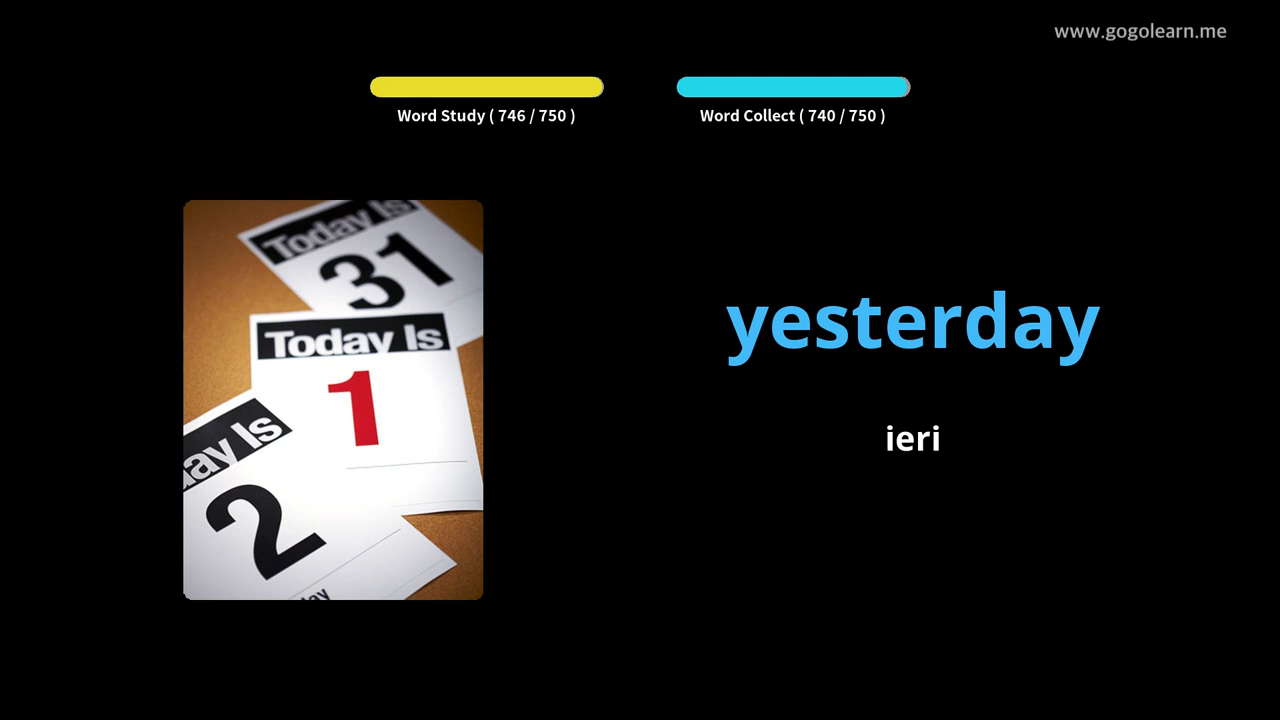 www.gogolearn.me
Word Study ( 746 / 750 )
Word Collect ( 740 / 750 )
Today Is
31
Today Is
1
ay Is
2
yesterday
ieri